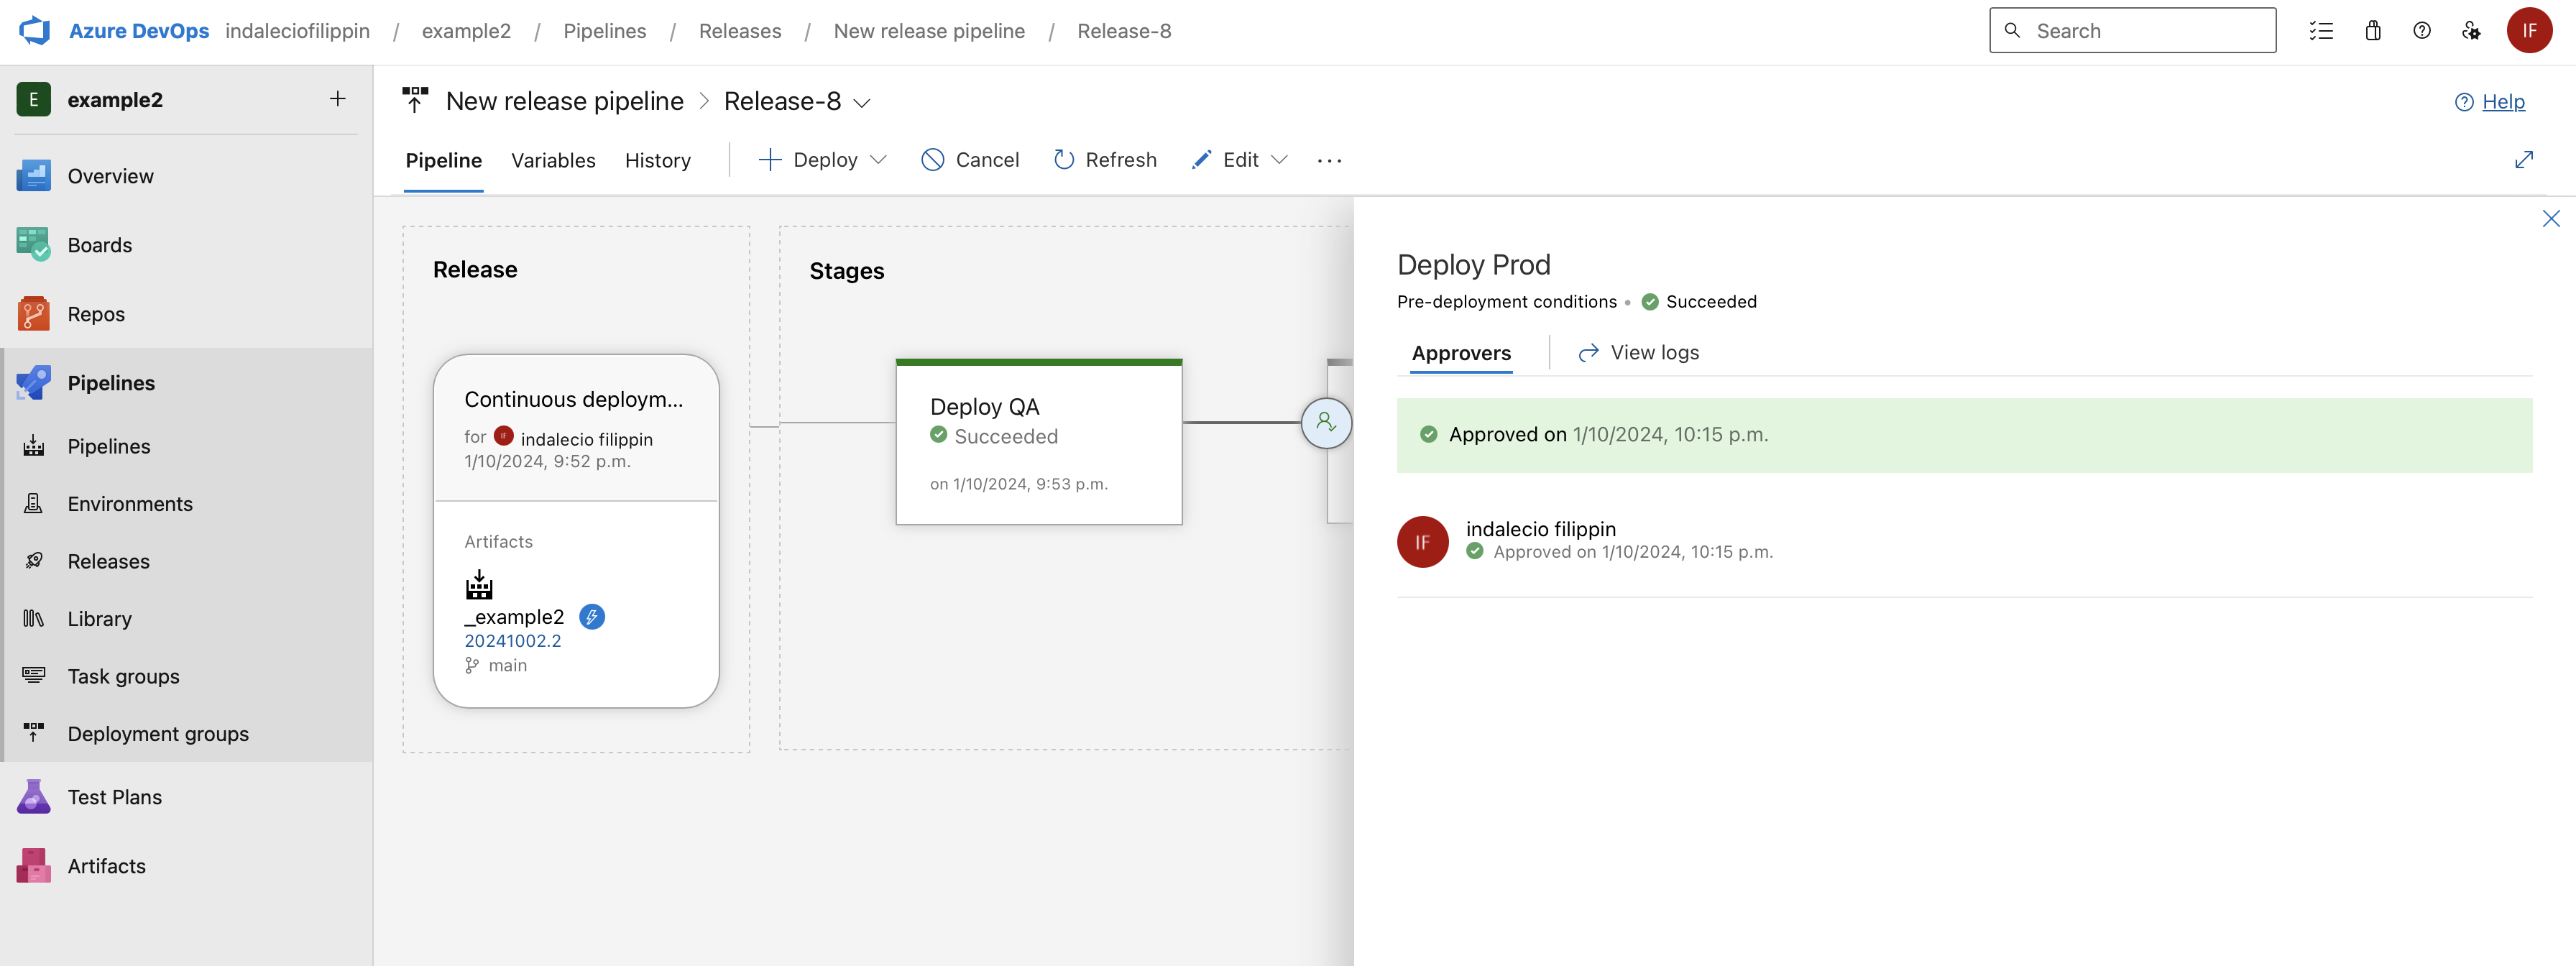 Azure DevOps indaleciofilippin / example2 / Pipelines / Releases / New release pipeline / Release-8
Search
IF
E example2
Overview
Boards
Repos
Pipelines
Pipelines
Environments
Releases
Library
Task groups
Deployment groups
Test Plans
Artifacts
New release pipeline > Release-8
Help
Pipeline Variables History Deploy Cancel Refresh Edit ...
Release
Continuous deploym...
for IF indalecio filippin
1/10/2024, 9:52 p.m.
Artifacts
_example2
20241002.2
main
Stages
Deploy QA
Succeeded
on 1/10/2024, 9:53 p.m.
Deploy Prod
Pre-deployment conditions • Succeeded
Approvers View logs
Approved on 1/10/2024, 10:15 p.m.
IF
indalecio filippin
Approved on 1/10/2024, 10:15 p.m.